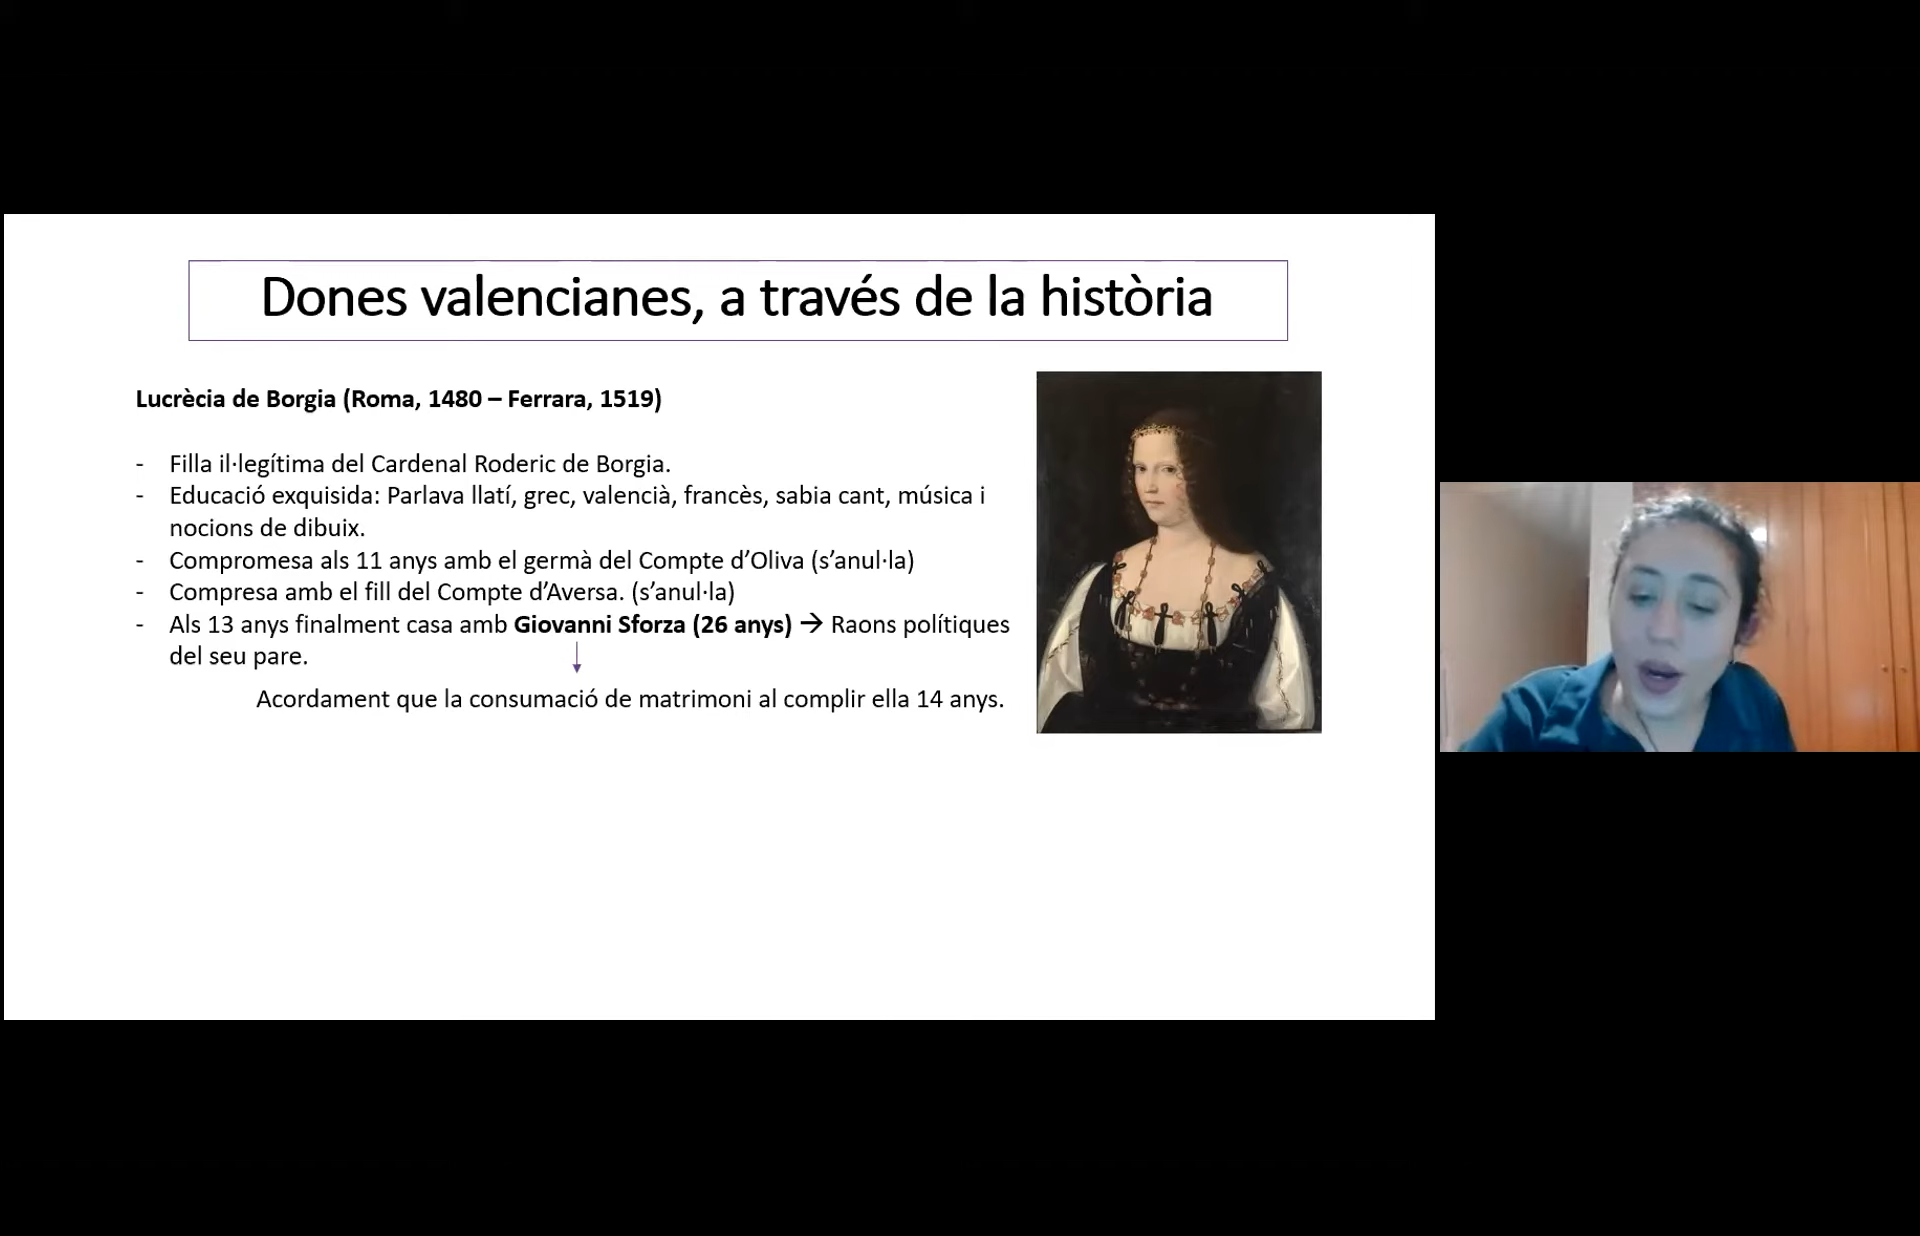 Dones valencianes, a través de la història
Lucrècia de Borgia (Roma, 1480 – Ferrara, 1519)
- Filla il·legítima del Cardenal Roderic de Borgia.
- Educació exquisida: Parlava llatí, grec, valencià, francès, sabia cant, música i
nocions de dibuix.
- Compromesa als 11 anys amb el germà del Compte d’Oliva (s’anul·la)
- Compresa amb el fill del Compte d’Aversa. (s’anul·la)
- Als 13 anys finalment casa amb Giovanni Sforza (26 anys) → Raons polítiques
del seu pare.
Acordament que la consumació de matrimoni al complir ella 14 anys.